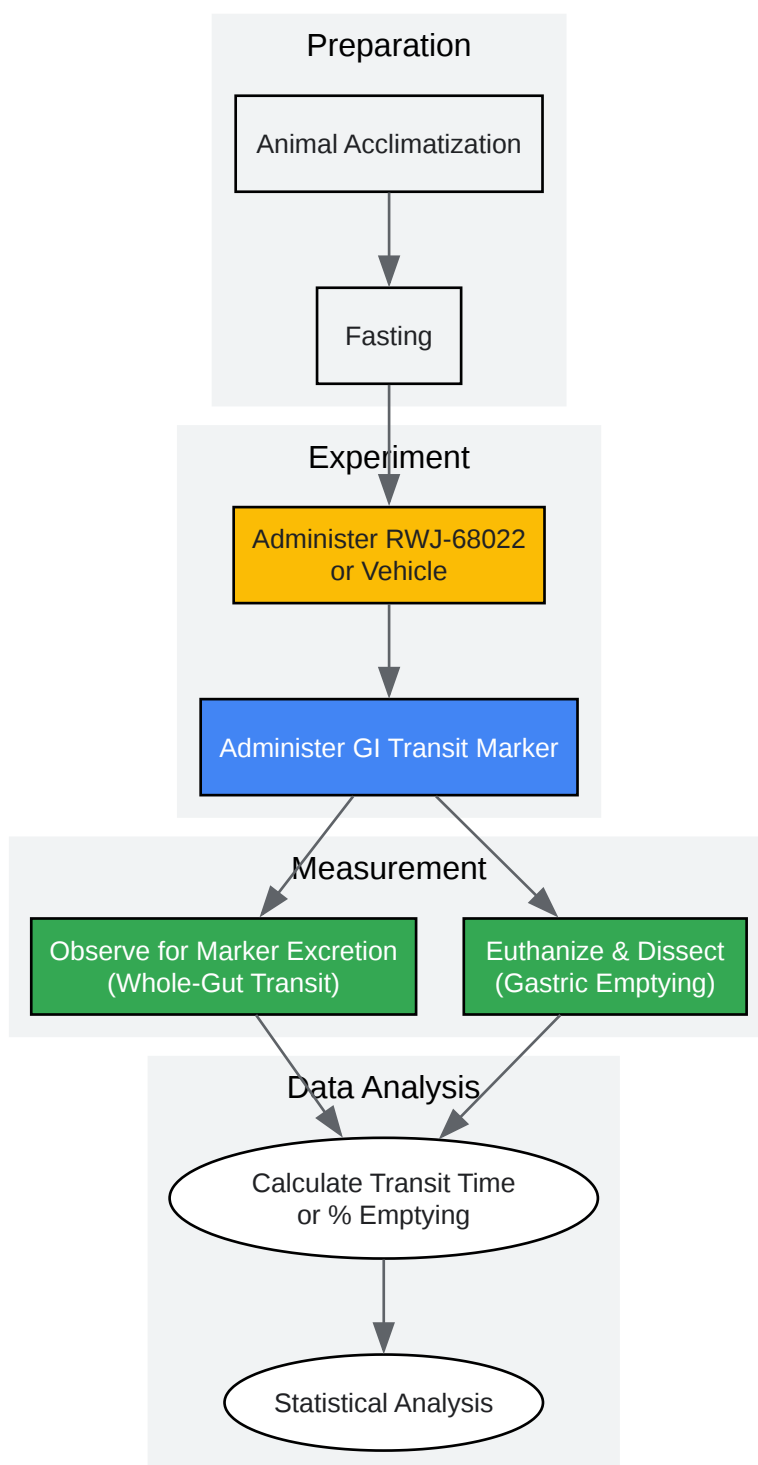 Preparation
Animal Acclimatization
Fasting
Experiment
Administer RWJ-68022
or Vehicle
Administer GI Transit Marker
Measurement
Observe for Marker Excretion
(Whole-Gut Transit)
Euthanize & Dissect
(Gastric Emptying)
Data Analysis
Calculate Transit Time
or % Emptying
Statistical Analysis